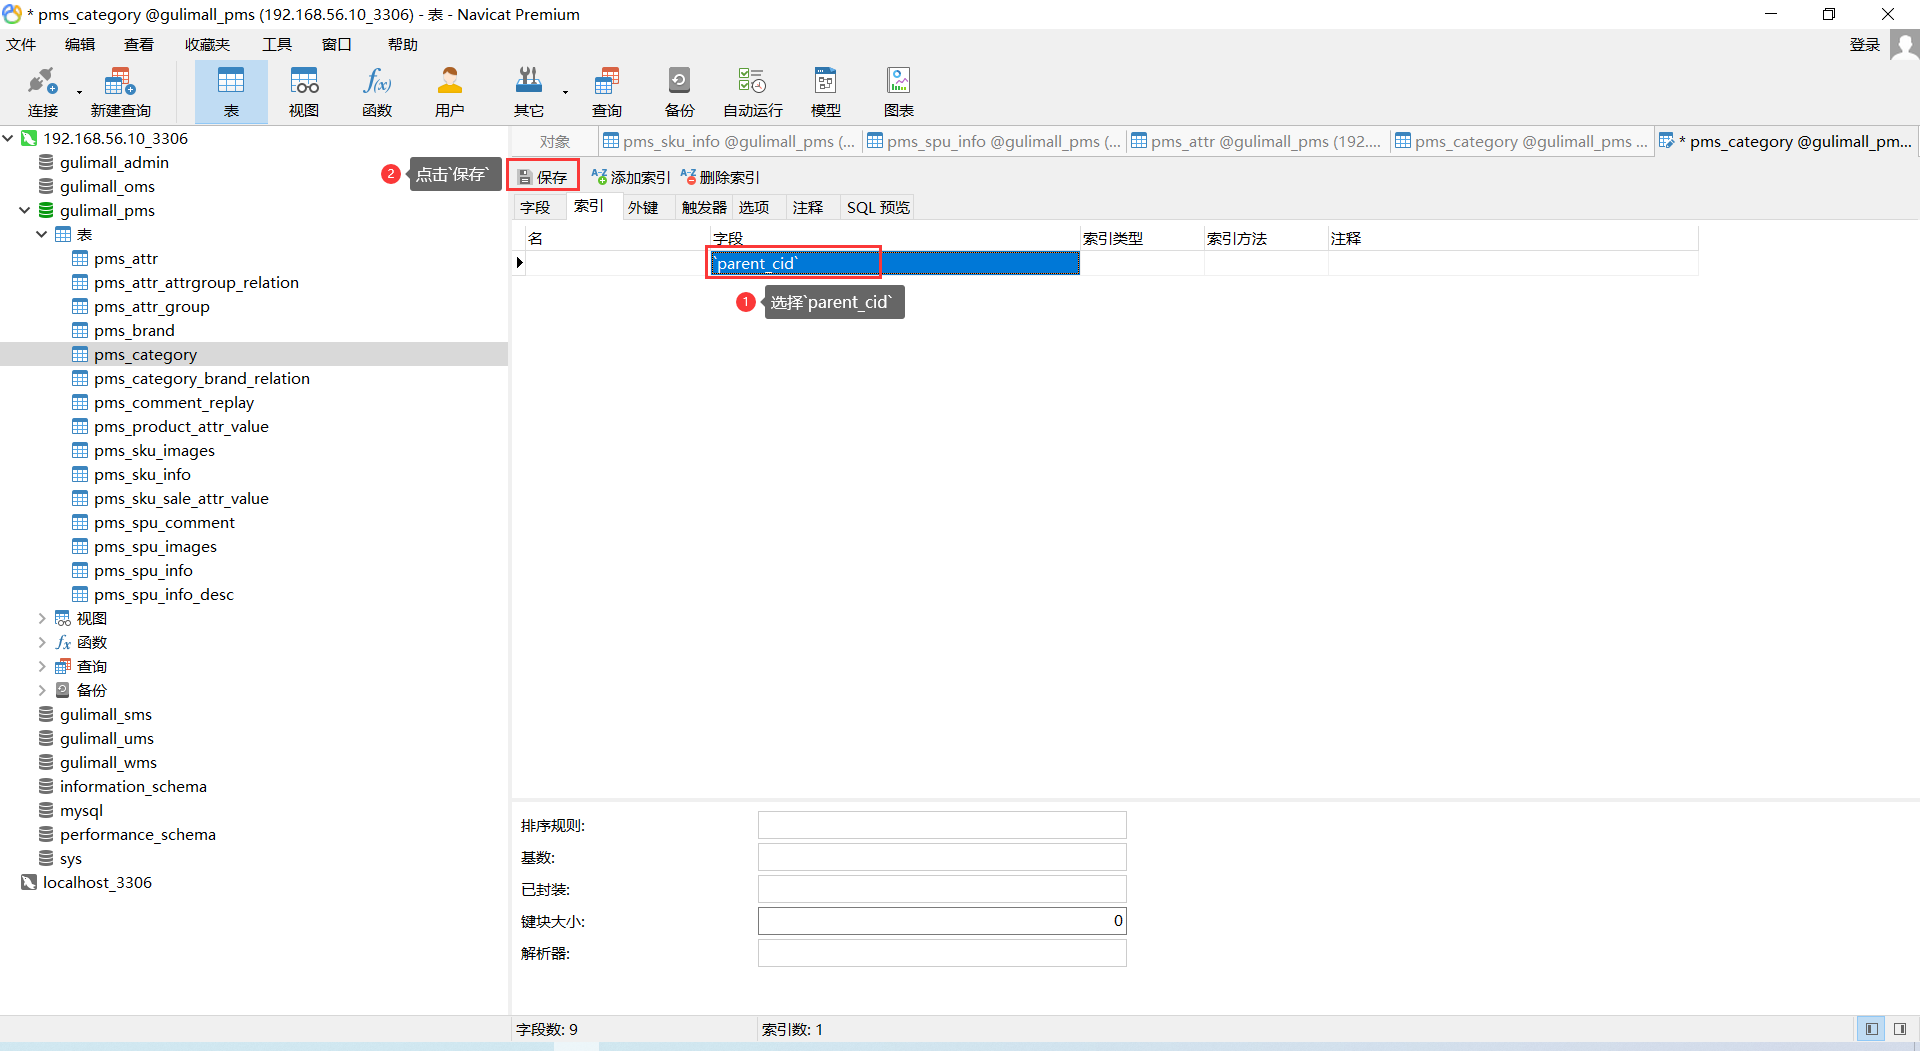 * pms_category @gulimall_pms (192.168.56.10_3306) - 表 - Navicat Premium
文件 编辑 查看 收藏夹 工具 窗口 帮助 登录
连接 新建查询 表 视图 函数 用户 其它 查询 备份 自动运行 模型 图表
对象 pms_sku_info @gulimall_pms (... pms_spu_info @gulimall_pms (... pms_attr @gulimall_pms (192.... pms_category @gulimall_pms ... * pms_category @gulimall_pm...
2 点击`保存` 保存 添加索引 删除索引
字段 索引 外键 触发器 选项 注释 SQL 预览
名 字段 索引类型 索引方法 注释
`parent_cid`
1 选择`parent_cid`
192.168.56.10_3306
gulimall_admin
gulimall_oms
gulimall_pms
表
pms_attr
pms_attr_attrgroup_relation
pms_attr_group
pms_brand
pms_category
pms_category_brand_relation
pms_comment_replay
pms_product_attr_value
pms_sku_images
pms_sku_info
pms_sku_sale_attr_value
pms_spu_comment
pms_spu_images
pms_spu_info
pms_spu_info_desc
视图
函数
查询
备份
gulimall_sms
gulimall_ums
gulimall_wms
information_schema
mysql
performance_schema
sys
localhost_3306
排序规则:
基数:
已封装:
键块大小: 0
解析器:
字段数: 9 索引数: 1